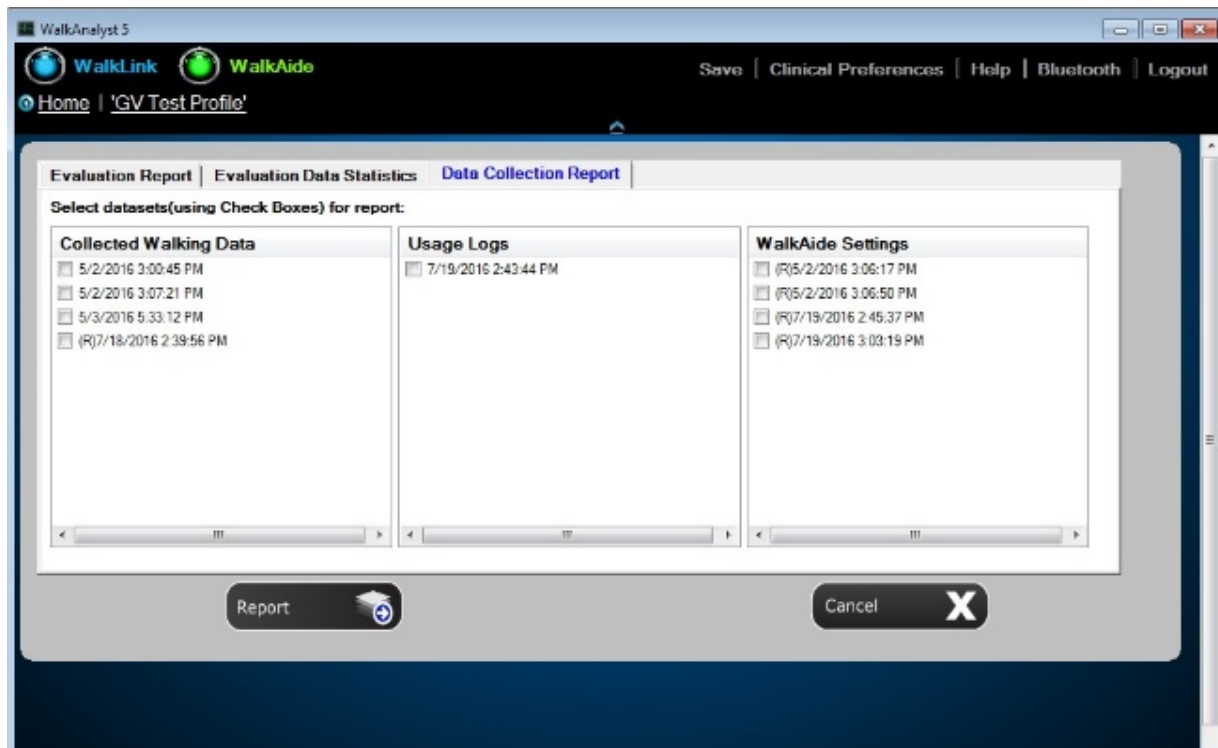 WalkAnalyst 5
WalkLink WalkAide
Save | Clinical Preferences | Help | Bluetooth | Logout
Home | 'GV Test Profile'
Evaluation Report | Evaluation Data Statistics Data Collection Report
Select datasets(using Check Boxes) for report:
Collected Walking Data
5/2/2016 3:00:45 PM
5/2/2016 3:07:21 PM
5/3/2016 5:33:12 PM
(R)7/18/2016 2:39:56 PM
Usage Logs
7/19/2016 2:43:44 PM
WalkAide Settings
(R)5/2/2016 3:06:17 PM
(R)5/2/2016 3:06:50 PM
(R)7/19/2016 2:45:37 PM
(R)7/19/2016 3:03:19 PM
Report
Cancel X